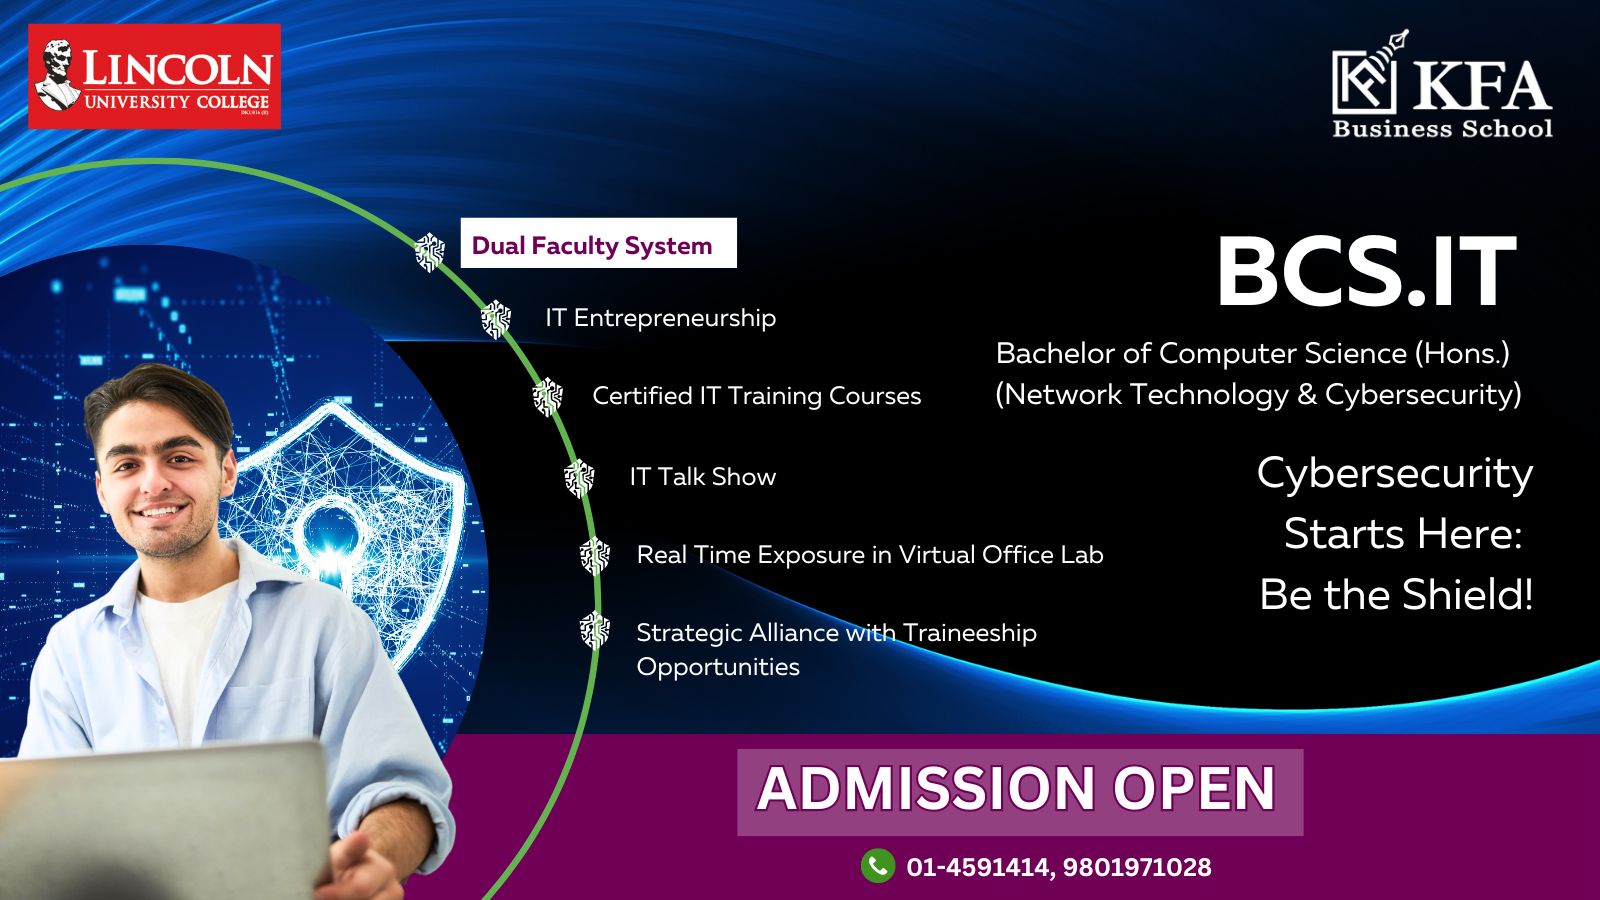 LINCOLN
UNIVERSITY COLLEGE
DKU016 (B)
KFA
Business School
Dual Faculty System
IT Entrepreneurship
Certified IT Training Courses
IT Talk Show
Real Time Exposure in Virtual Office Lab
Strategic Alliance with Traineeship
Opportunities
BCS.IT
Bachelor of Computer Science (Hons.)
(Network Technology & Cybersecurity)
Cybersecurity
Starts Here:
Be the Shield!
ADMISSION OPEN
01-4591414, 9801971028